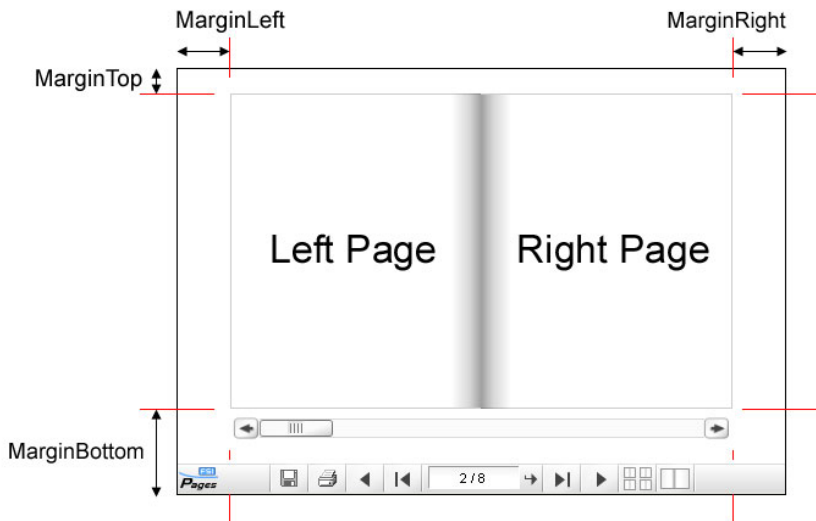 MarginLeft
MarginRight
MarginTop
Left Page
Right Page
MarginBottom
FSI
Pages
2 / 8